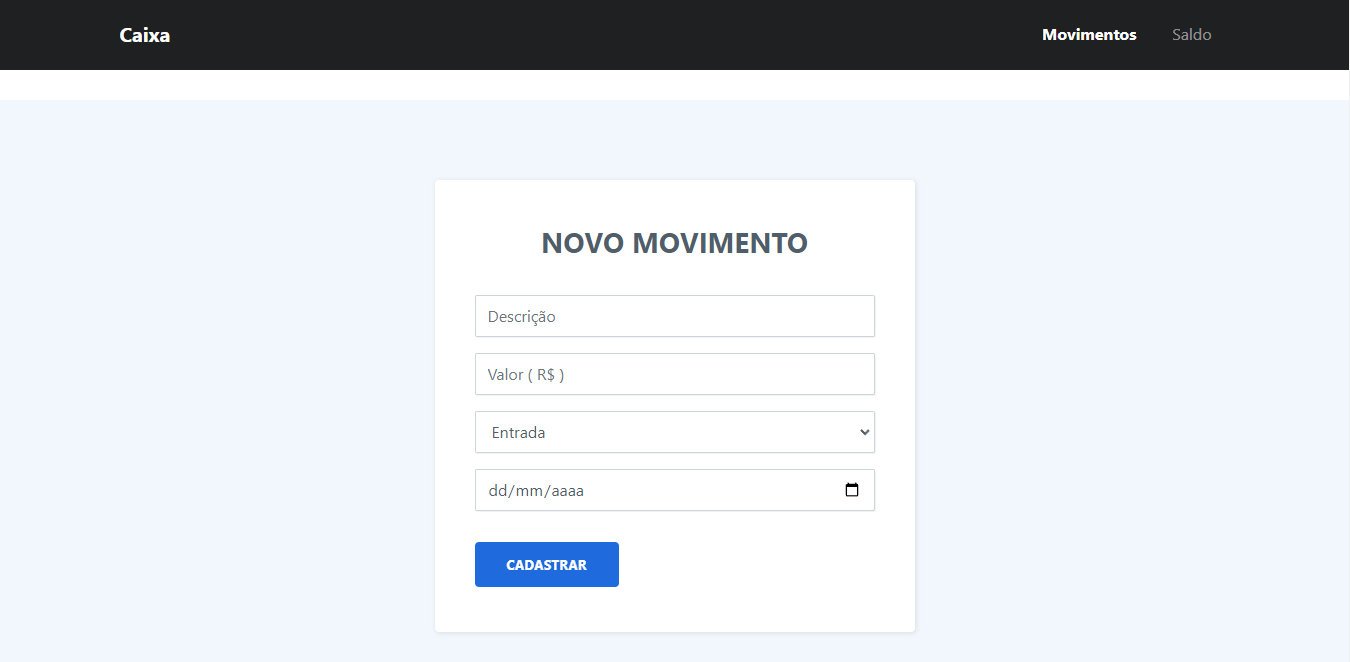 Caixa
Movimentos
Saldo
NOVO MOVIMENTO
Descrição
Valor ( R$ )
Entrada
dd/mm/aaaa
CADASTRAR